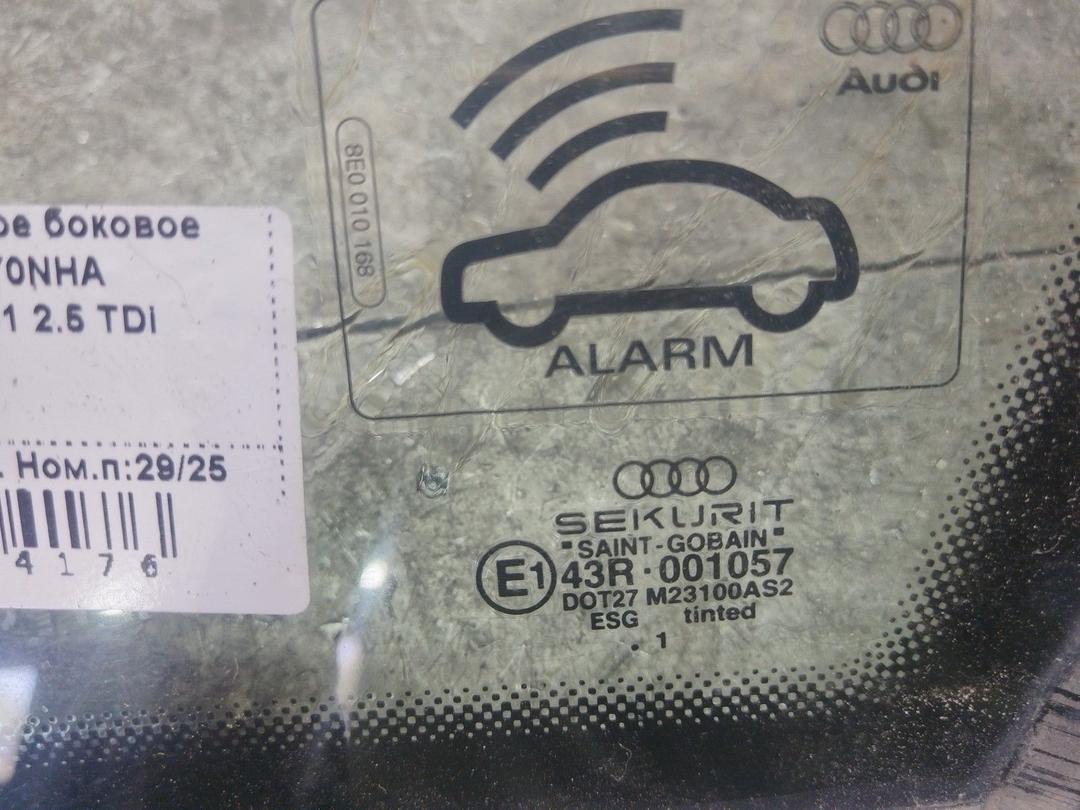 Audi
8E0 010 168
ALARM
ое боковое
Y0NHA
1 2.5 TDi
. Ном.п:29/25
4176
SEKURIT
"SAINT-GOBAIN"
E1 43R·001057
DOT27 M23100AS2
ESG tinted
. 1